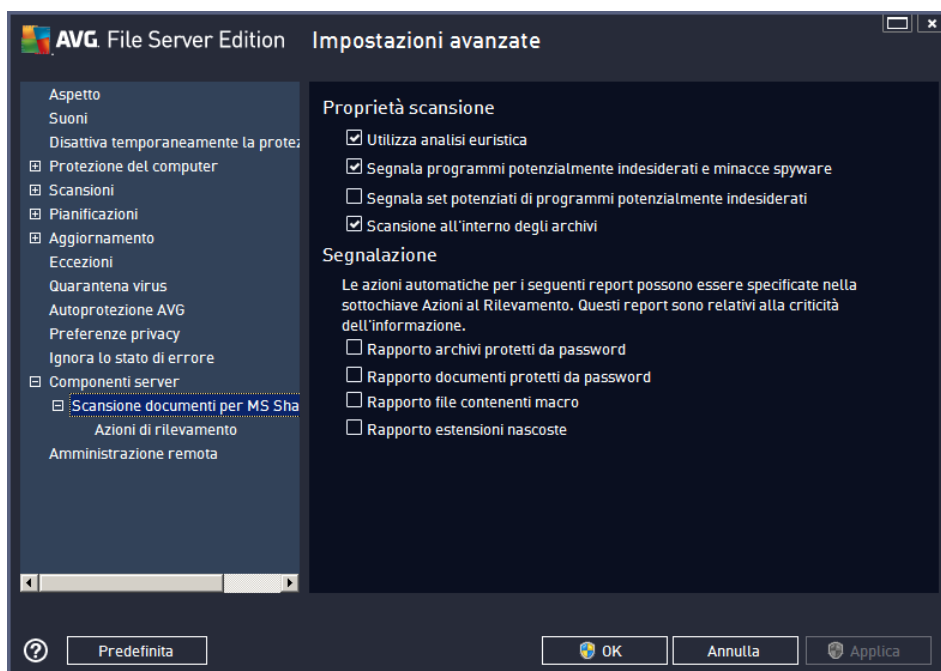 AVG. File Server Edition
Impostazioni avanzate
Aspetto
Suoni
Disattiva temporaneamente la
Protezione del computer
Scansioni
Pianificazioni
Aggiornamento
Eccezioni
Quarantena virus
Autoprotezione AVG
Preferenze privacy
Ignora lo stato di errore
Componenti server
Scansione documenti per MS Sha
Azioni di rilevamento
Amministrazione remota
Proprietà scansione
Utilizza analisi euristica
Segnala programmi potenzialmente indesiderati e minacce spyware
Segnala set potenziati di programmi potenzialmente indesiderati
Scansione all'interno degli archivi
Segnalazione
Le azioni automatiche per i seguenti report possono essere specificate nella
sottochiave Azioni al Rilevamento. Questi report sono relativi alla criticità
dell'informazione.
Rapporto archivi protetti da password
Rapporto documenti protetti da password
Rapporto file contenenti macro
Rapporto estensioni nascoste
Predefinita
OK
Annulla
Applica